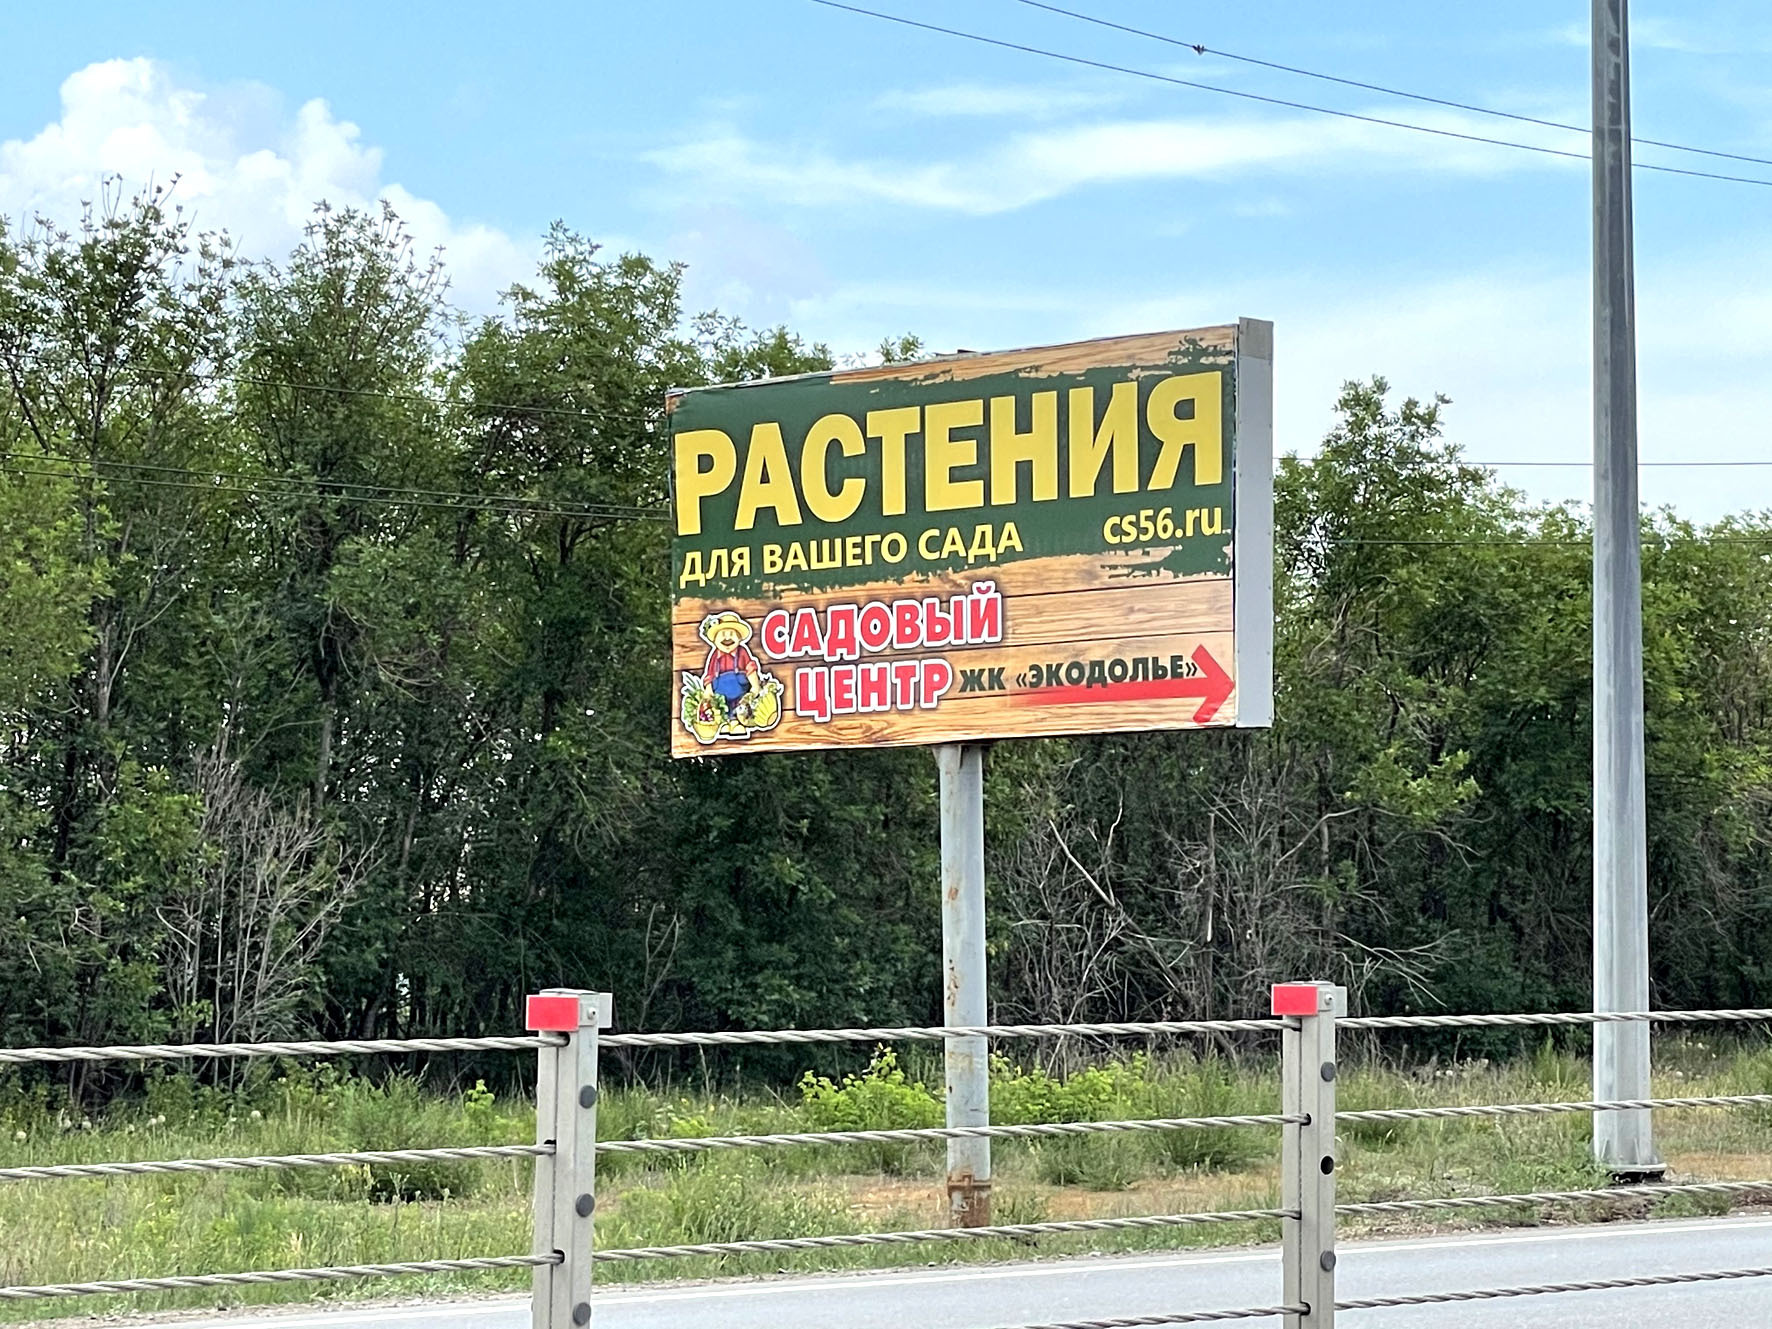 РАСТЕНИЯ
ДЛЯ ВАШЕГО САДА cs56.ru
САДОВЫЙ
ЦЕНТР ЖК «ЭКОДОЛЬЕ»